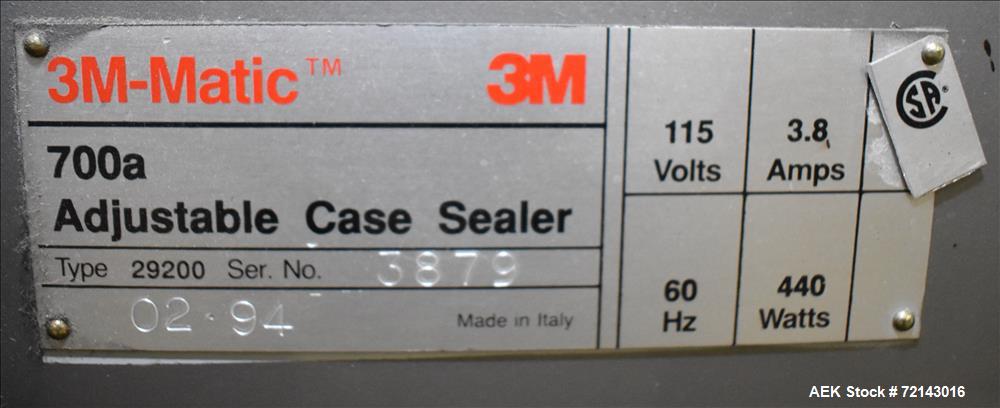 3M-Matic™ 3M
700a
Adjustable Case Sealer
Type 29200 Ser. No. 3879
02·94 Made in Italy
115 Volts
3.8 Amps
60 Hz
440 Watts
CSA®
AEK Stock # 72143016